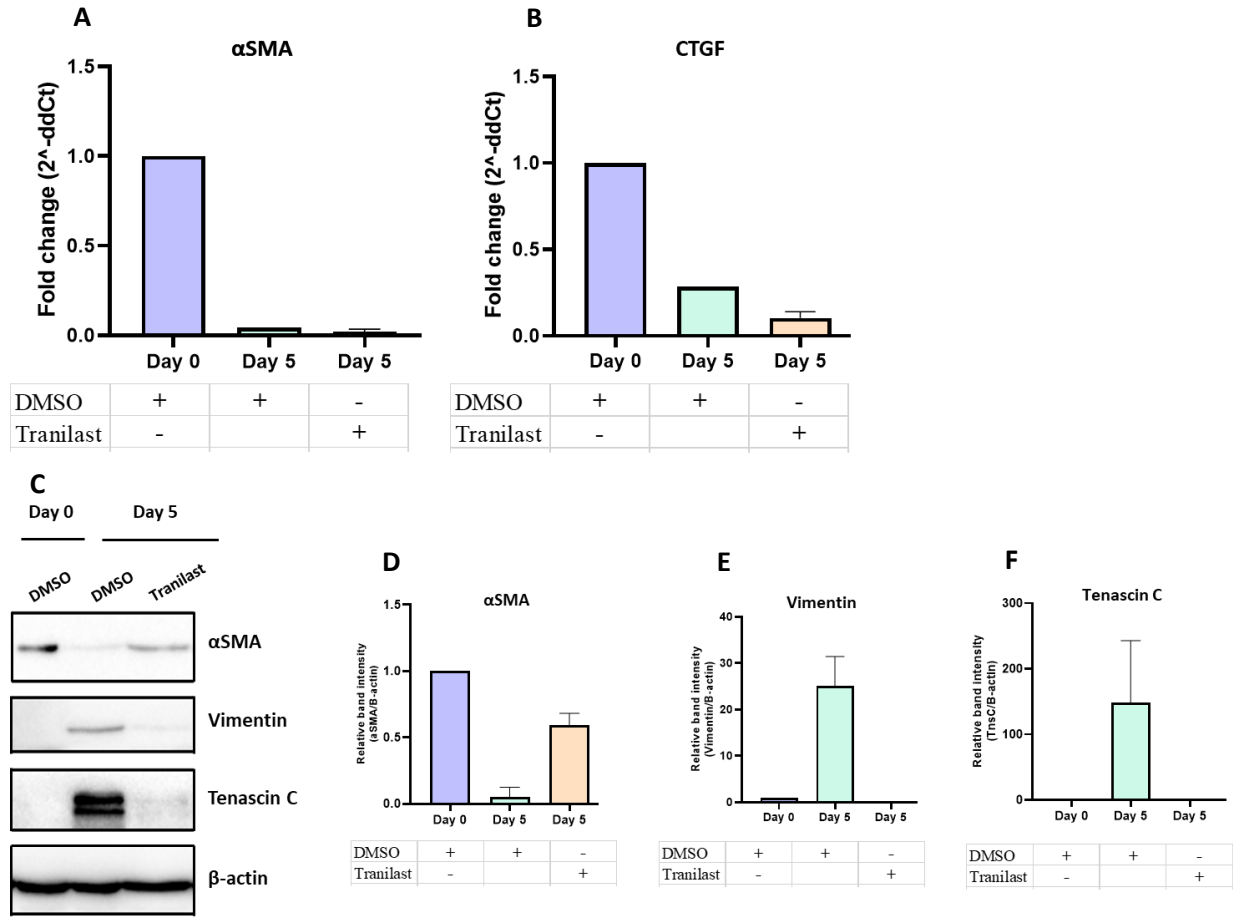 A
αSMA
Fold change (2^-ddCt)
1.5
1.0
0.5
0.0
Day 0 Day 5 Day 5
DMSO + + -
Tranilast - +
B
CTGF
Fold change (2^-ddCt)
1.5
1.0
0.5
0.0
Day 0 Day 5 Day 5
DMSO + + -
Tranilast - +
C
Day 0 Day 5
DMSO DMSO Tranilast
αSMA
Vimentin
Tenascin C
β-actin
D
αSMA
Relative band intensity
(aSMA/B-actin)
1.5
1.0
0.5
0.0
Day 0 Day 5 Day 5
DMSO + + -
Tranilast - +
E
Vimentin
Relative band intensity
(Vimentin/B-actin)
40
30
20
10
0
Day 0 Day 5 Day 5
DMSO + + -
Tranilast - +
F
Tenascin C
Relative band intensity
(TnsC/B-actin)
300
200
100
0
Day 0 Day 5 Day 5
DMSO + + -
Tranilast - +